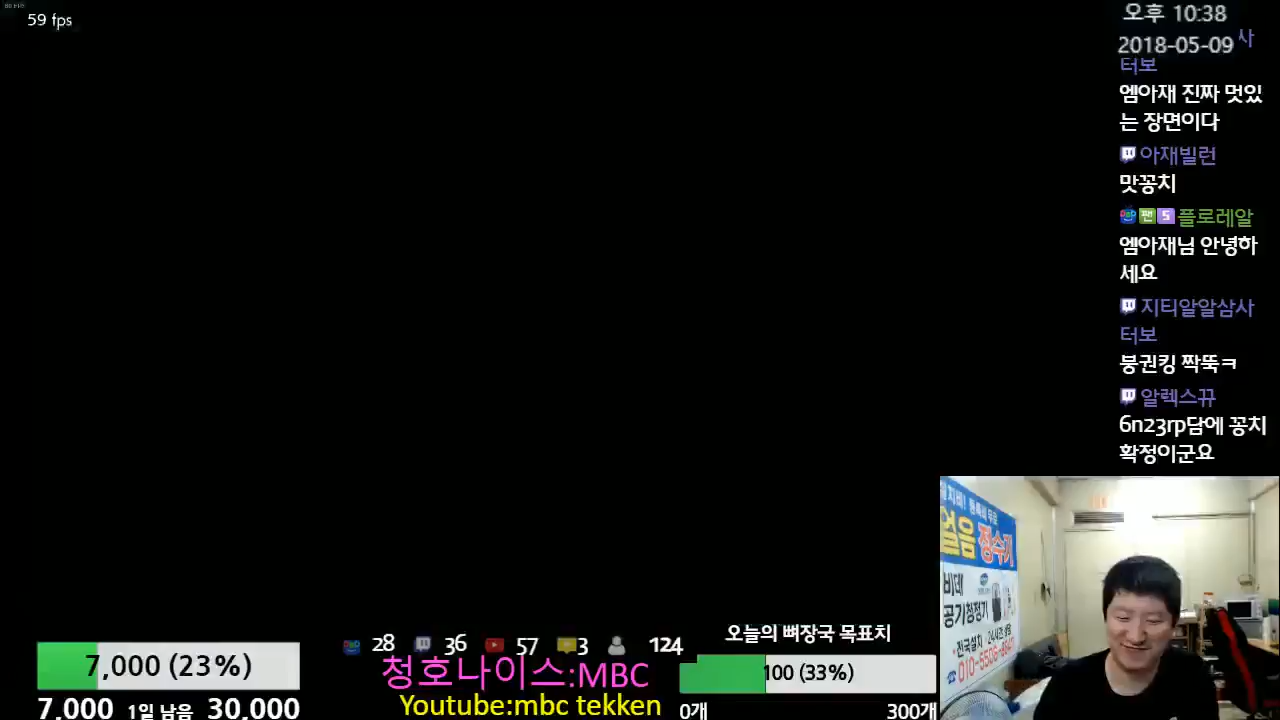 59 fps
오후 10:38
2018-05-09
사
터보
엠아재 진짜 멋있
는 장면이다
아재빌런
맛꽁치
팬 5 플로레알
엠아재님 안녕하
세요
지티알알삼사
터보
붕권킹 짝뚝ㅋ
알렉스뀨
6n23rp담에 꽁치
확정이군요
얼음 정수기
비데
공기청정기
7,000 (23%)
7,000 1일 남음 30,000
28 36 57 3 124
청호나이스:MBC
Youtube:mbc tekken
오늘의 뼈장국 목표치
100 (33%)
0개 300개